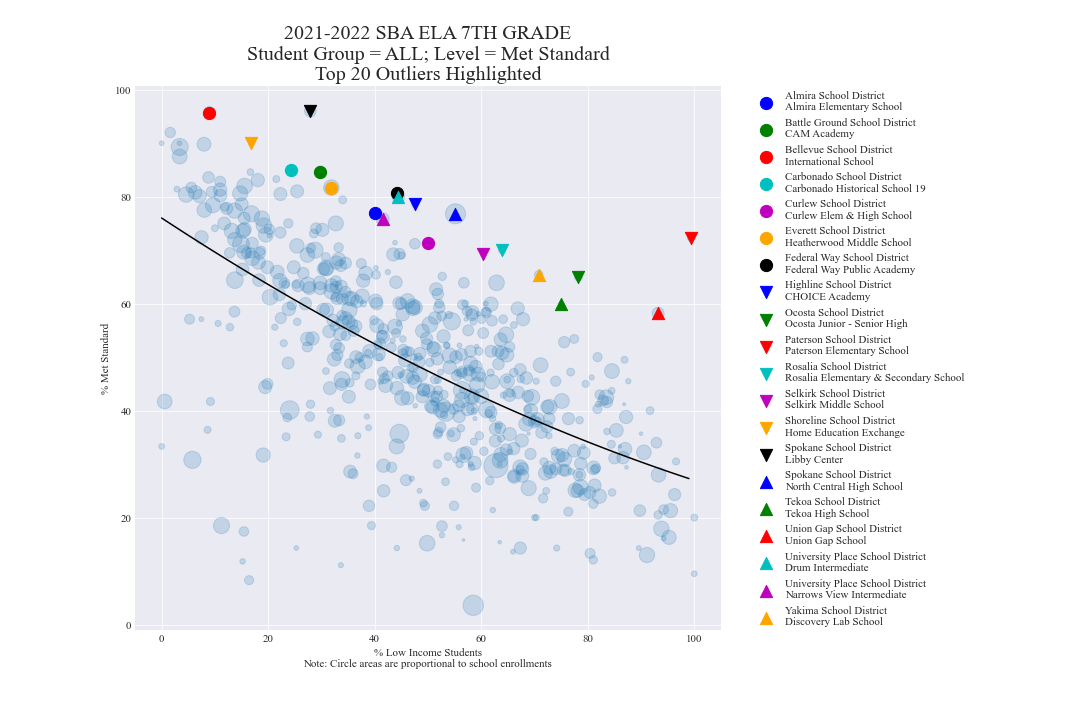 2021-2022 SBA ELA 7TH GRADE
Student Group = ALL; Level = Met Standard
Top 20 Outliers Highlighted
100
80
60
40
20
0
% Met Standard
0
20
40
60
80
100
% Low Income Students
Note: Circle areas are proportional to school enrollments
Almira School District
Almira Elementary School
Battle Ground School District
CAM Academy
Bellevue School District
International School
Carbonado School District
Carbonado Historical School 19
Curlew School District
Curlew Elem & High School
Everett School District
Heatherwood Middle School
Federal Way School District
Federal Way Public Academy
Highline School District
CHOICE Academy
Ocosta School District
Ocosta Junior - Senior High
Paterson School District
Paterson Elementary School
Rosalia School District
Rosalia Elementary & Secondary School
Selkirk School District
Selkirk Middle School
Shoreline School District
Home Education Exchange
Spokane School District
Libby Center
Spokane School District
North Central High School
Tekoa School District
Tekoa High School
Union Gap School District
Union Gap School
University Place School District
Drum Intermediate
University Place School District
Narrows View Intermediate
Yakima School District
Discovery Lab School